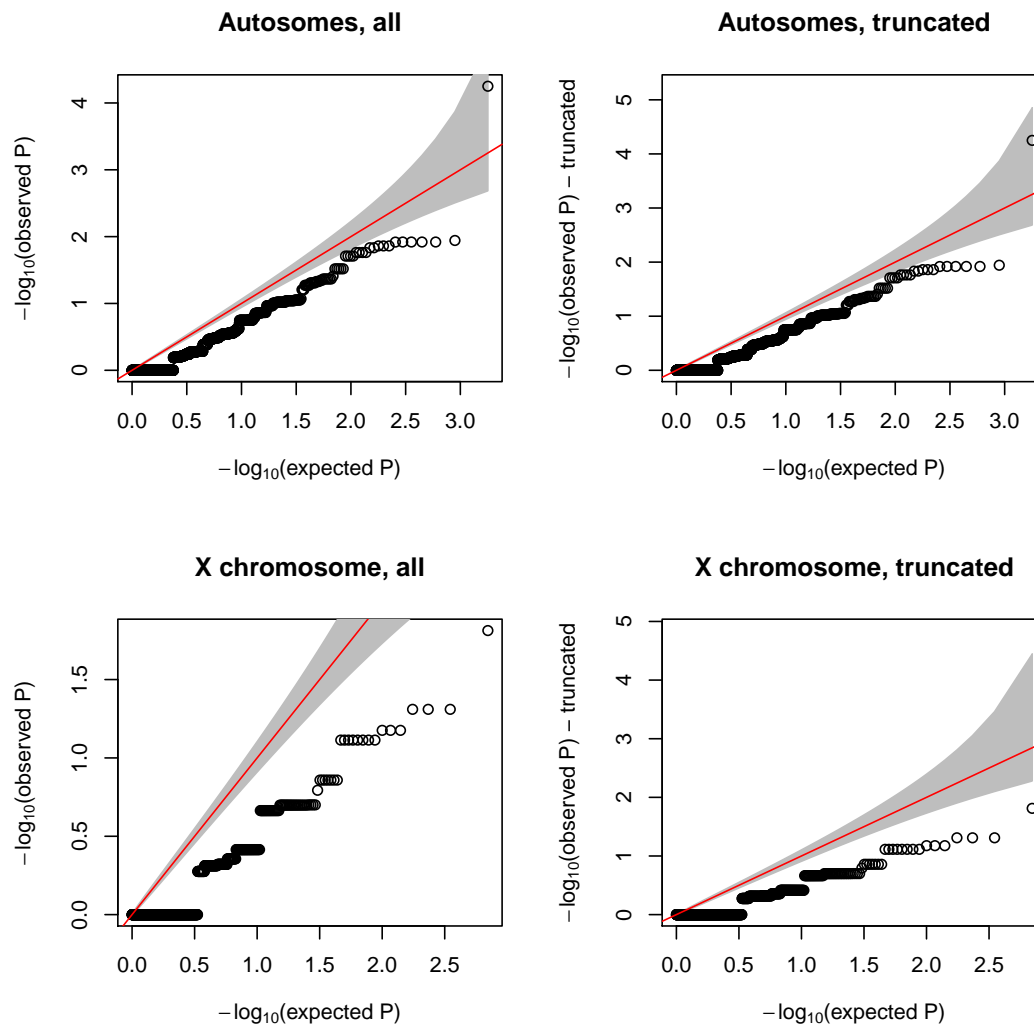 Autosomes, all
−log10(observed P)
4
3
2
1
0
0.0 0.5 1.0 1.5 2.0 2.5 3.0
−log10(expected P)
Autosomes, truncated
−log10(observed P) − truncated
5
4
3
2
1
0
0.0 0.5 1.0 1.5 2.0 2.5 3.0
−log10(expected P)
X chromosome, all
−log10(observed P)
1.5
1.0
0.5
0.0
0.0 0.5 1.0 1.5 2.0 2.5
−log10(expected P)
X chromosome, truncated
−log10(observed P) − truncated
5
4
3
2
1
0
0.0 0.5 1.0 1.5 2.0 2.5
−log10(expected P)